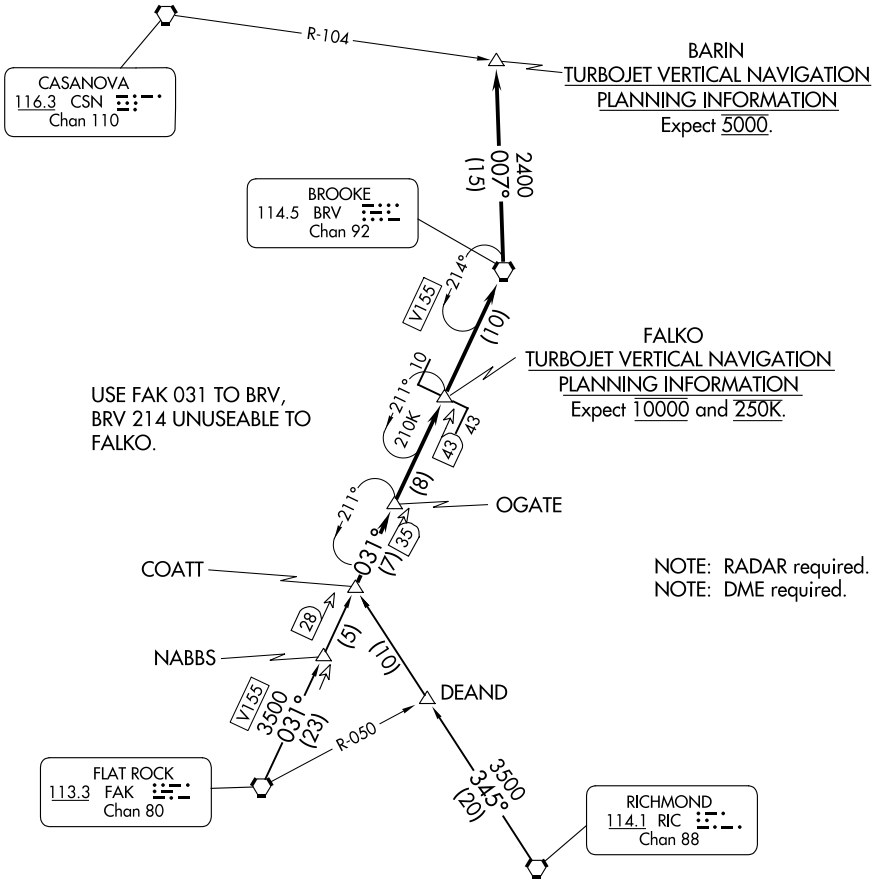 R-104
CASANOVA
116.3 CSN
Chan 110
BARIN
TURBOJET VERTICAL NAVIGATION
PLANNING INFORMATION
Expect 5000.
2400
007°
(15)
BROOKE
114.5 BRV
Chan 92
214°
V155
(10)
FALKO
TURBOJET VERTICAL NAVIGATION
PLANNING INFORMATION
Expect 10000 and 250K.
10
211°
210K
43
43
USE FAK 031 TO BRV,
BRV 214 UNUSEABLE TO
FALKO.
(8)
OGATE
211°
35
031°
(7)
COATT
NOTE: RADAR required.
NOTE: DME required.
28
(5)
(10)
NABBS
DEAND
V155
3500
031°
(23)
R-050
FLAT ROCK
113.3 FAK
Chan 80
3500
345°
(20)
RICHMOND
114.1 RIC
Chan 88